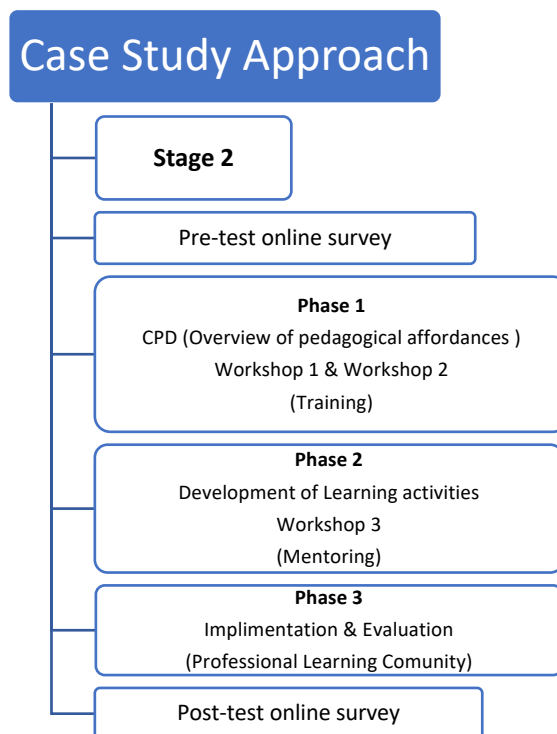 Case Study Approach
Stage 2
Pre-test online survey
Phase 1
CPD (Overview of pedagogical affordances )
Workshop 1 & Workshop 2
(Training)
Phase 2
Development of Learning activities
Workshop 3
(Mentoring)
Phase 3
Implimentation & Evaluation
(Professional Learning Comunity)
Post-test online survey